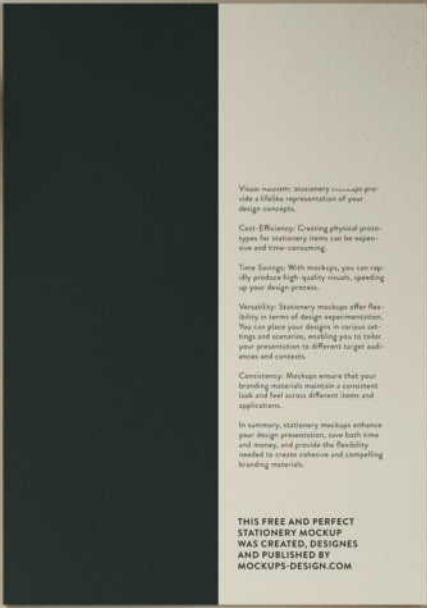 Visual Realism: Stationery mockups pro-
vide a lifelike representation of your
design concepts.
Cost-Efficiency: Creating physical proto-
types for stationery items can be expen-
sive and time-consuming.
Time Savings: With mockups, you can rap-
idly produce high-quality visuals, speeding
up your design process.
Versatility: Stationery mockups offer flex-
ibility in terms of design experimentation.
You can place your designs in various set-
tings and scenarios, enabling you to tailor
your presentation to different target audi-
ences and contexts.
Consistency: Mockups ensure that your
branding materials maintain a consistent
look and feel across different items and
applications.
In summary, stationery mockups enhance
your design presentation, save both time
and money, and provide the flexibility
needed to create cohesive and compelling
branding materials.
THIS FREE AND PERFECT
STATIONERY MOCKUP
WAS CREATED, DESIGNES
AND PUBLISHED BY
MOCKUPS-DESIGN.COM